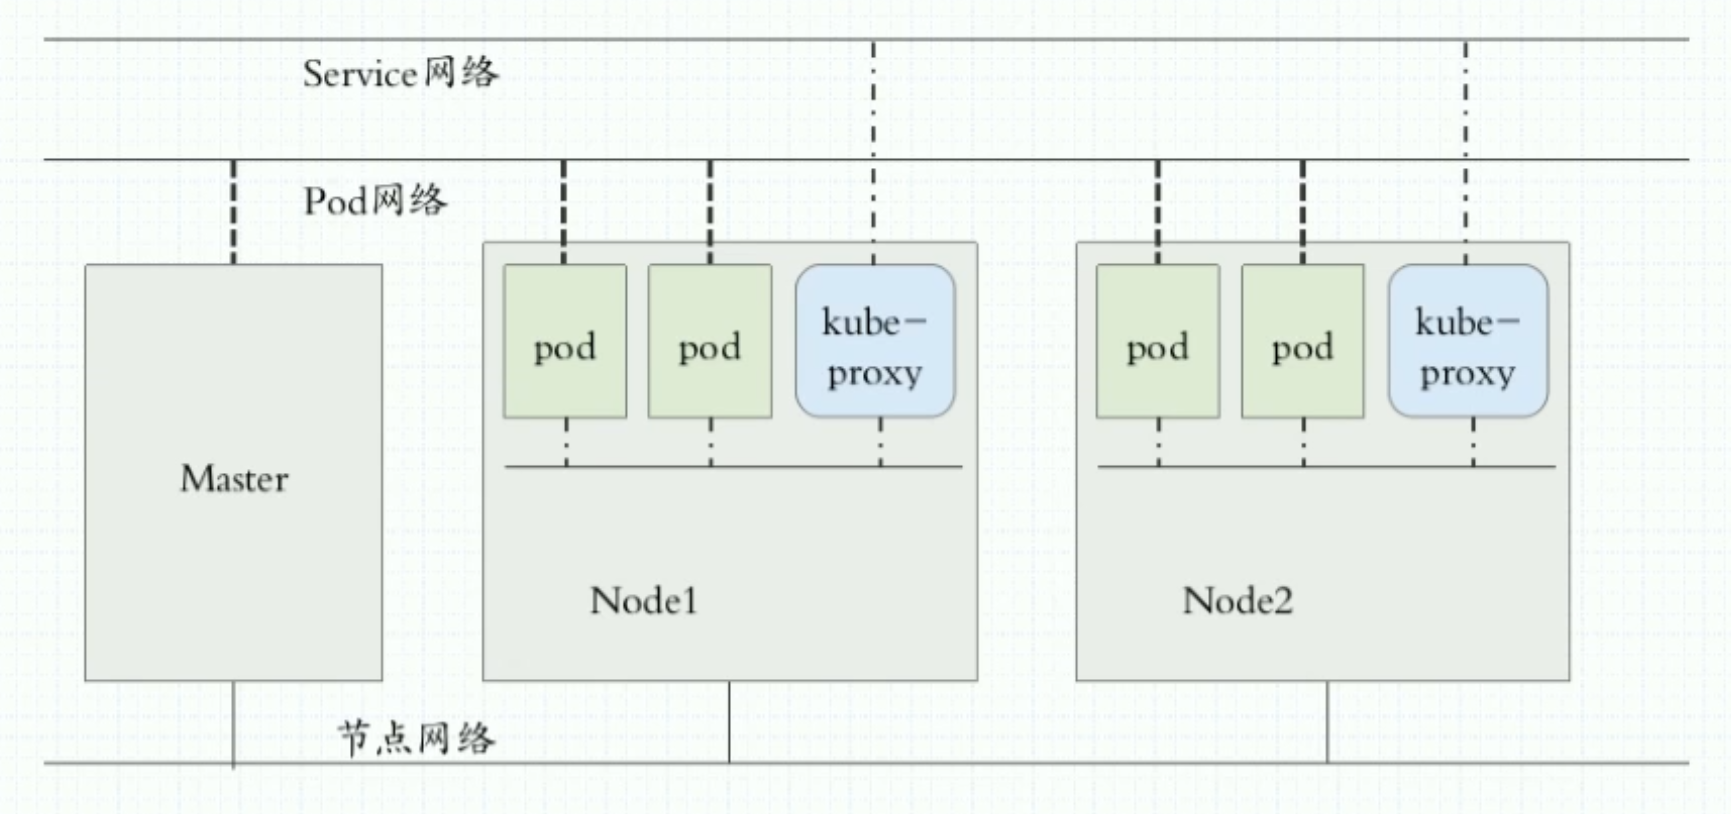 Service网络
Pod网络
pod
pod
kube-
proxy
pod
pod
kube-
proxy
Master
Node1
Node2
节点网络